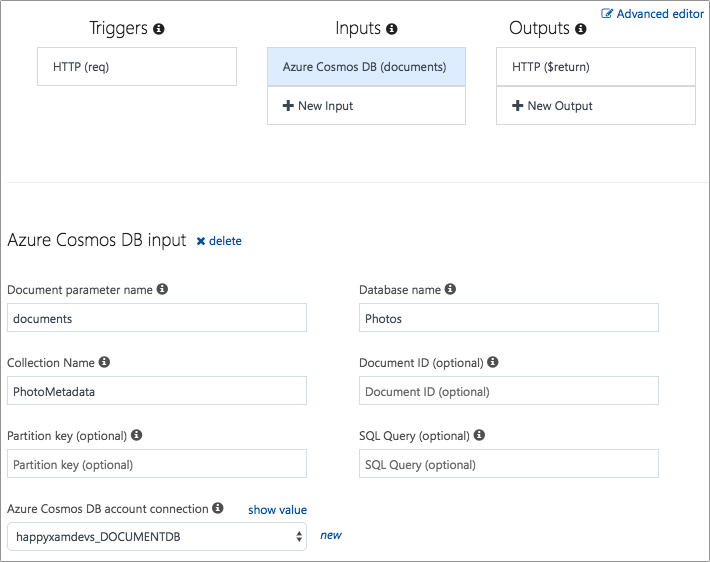 Advanced editor
Triggers Inputs Outputs
HTTP (req) Azure Cosmos DB (documents) HTTP ($return)
New Input New Output
Azure Cosmos DB input delete
Document parameter name Database name
documents Photos
Collection Name Document ID (optional)
PhotoMetadata Document ID (optional)
Partition key (optional) SQL Query (optional)
Partition key (optional) SQL Query (optional)
Azure Cosmos DB account connection show value
happyxamdevs_DOCUMENTDB new